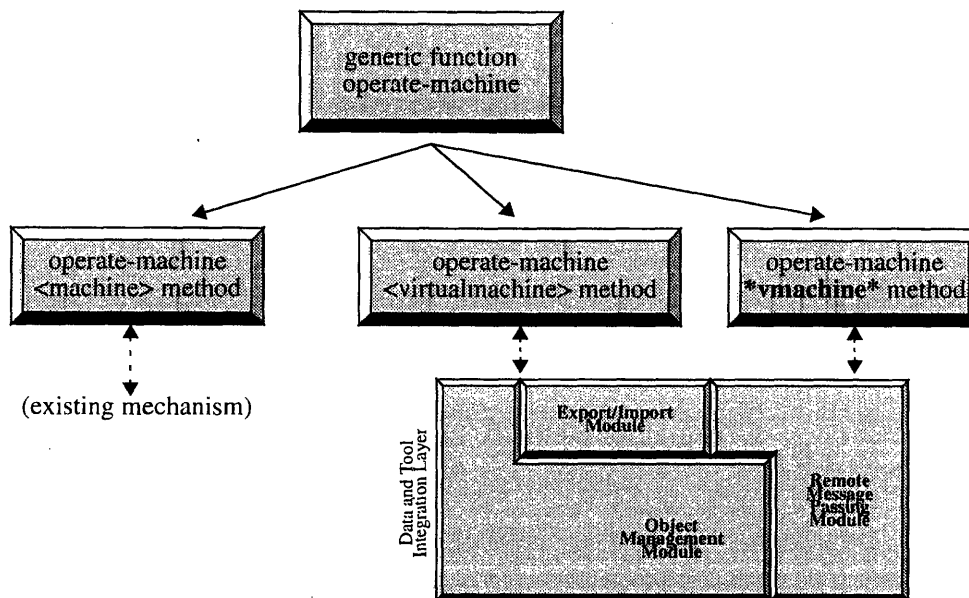 generic function
operate-machine
operate-machine
<machine> method
operate-machine
<virtualmachine> method
operate-machine
*vmachine* method
(existing mechanism)
Data and Tool
Integration Layer
Export/Import
Module
Object
Management
Module
Remote
Message
Passing
Module